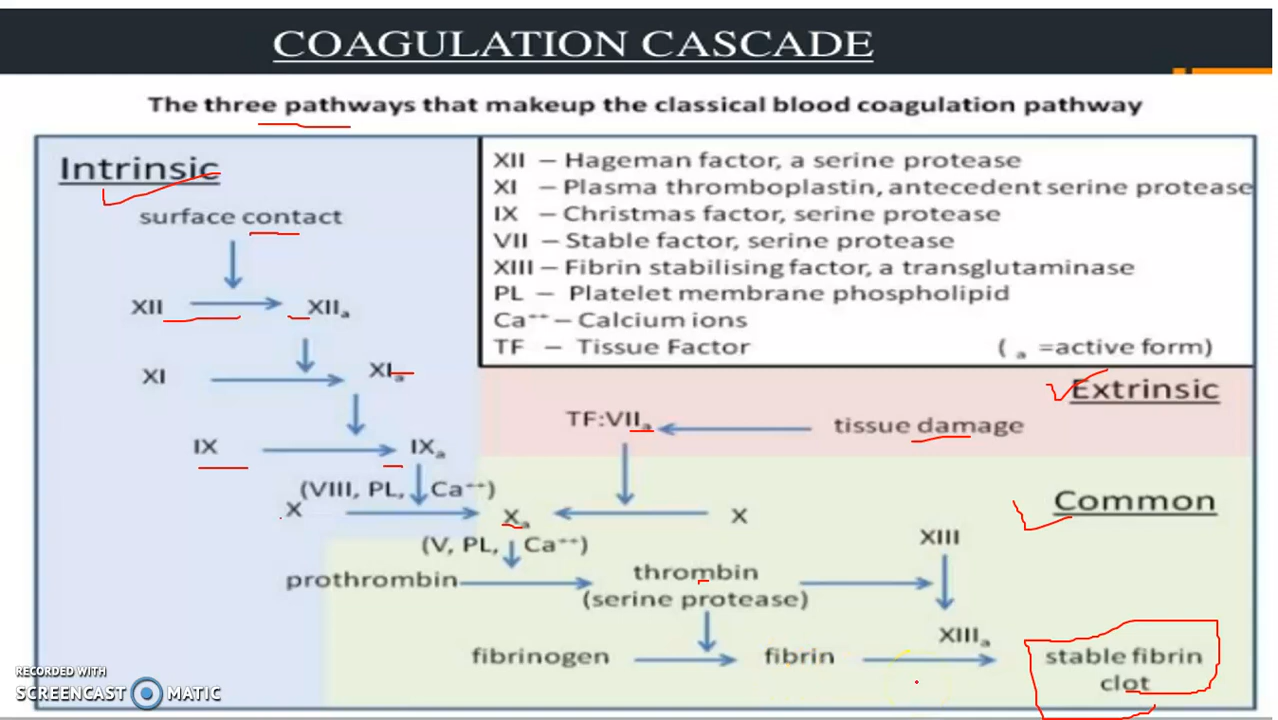 COAGULATION CASCADE
The three pathways that makeup the classical blood coagulation pathway
Intrinsic
surface contact
XII
XIIa
XI
XIa
IX
IXa
(VIII, PL, Ca++)
X
Xa
X
(V, PL, Ca++)
XII – Hageman factor, a serine protease
XI – Plasma thromboplastin, antecedent serine protease
IX – Christmas factor, serine protease
VII – Stable factor, serine protease
XIII – Fibrin stabilising factor, a transglutaminase
PL – Platelet membrane phospholipid
Ca++ – Calcium ions
TF – Tissue Factor ( a =active form)
Extrinsic
TF:VIIa
tissue damage
Common
XIII
prothrombin
thrombin
(serine protease)
XIIIa
fibrinogen
fibrin
stable fibrin
clot
RECORDED WITH
SCREENCAST MATIC